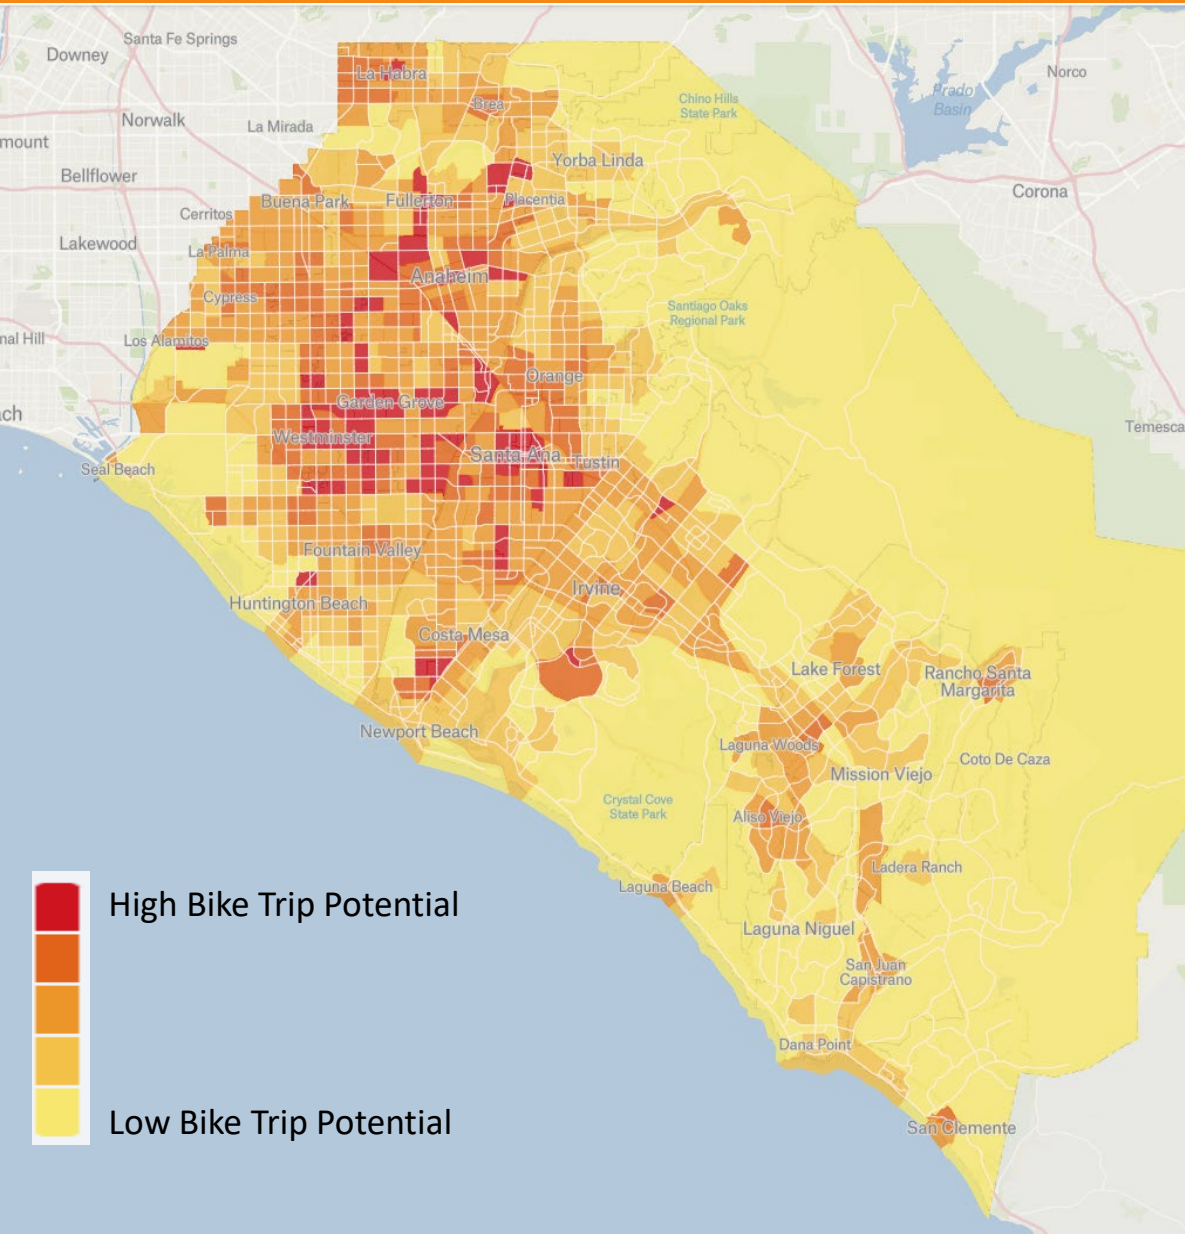 Santa Fe Springs
Downey
Norco
La Habra
Prado
Basin
Brea
Chino Hills
State Park
Norwalk
La Mirada
mount
Yorba Linda
Bellflower
Corona
Buena Park
Fullerton
Placentia
Cerritos
Lakewood
La Palma
Anaheim
Cypress
Santiago Oaks
Regional Park
nal Hill
Los Alamitos
Orange
Garden Grove
ach
Temesca
Westminster
Santa Ana
Tustin
Seal Beach
Fountain Valley
Irvine
Huntington Beach
Costa Mesa
Lake Forest
Rancho Santa
Margarita
Newport Beach
Laguna Woods
Coto De Caza
Mission Viejo
Crystal Cove
State Park
Aliso Viejo
Ladera Ranch
Laguna Beach
High Bike Trip Potential
Laguna Niguel
San Juan
Capistrano
Dana Point
Low Bike Trip Potential
San Clemente